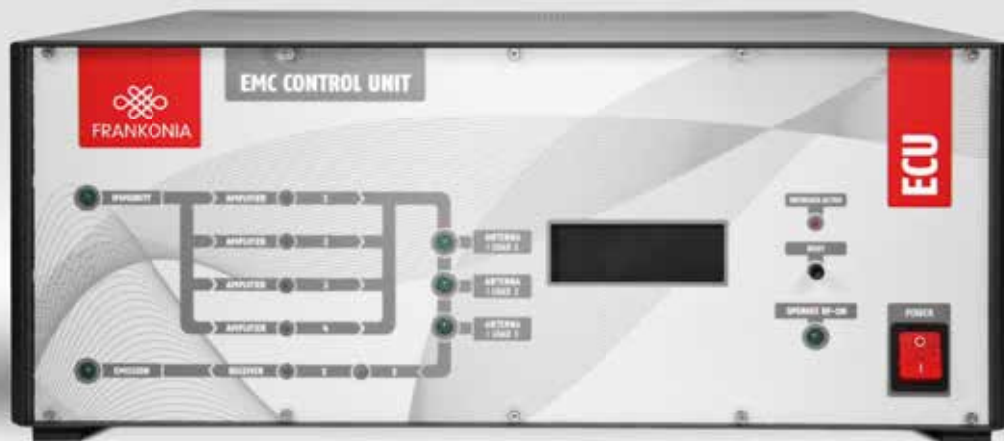 FRANKONIA
EMC CONTROL UNIT
ECU
IMMUNITY
AMPLIFIER 1
AMPLIFIER 2
AMPLIFIER 3
AMPLIFIER 4
EMISSION
RECEIVER 1 2
ANTENNA
/ LOAD 1
ANTENNA
/ LOAD 2
ANTENNA
/ LOAD 3
BUSY
OPERATE RF-ON
POWER
O
I